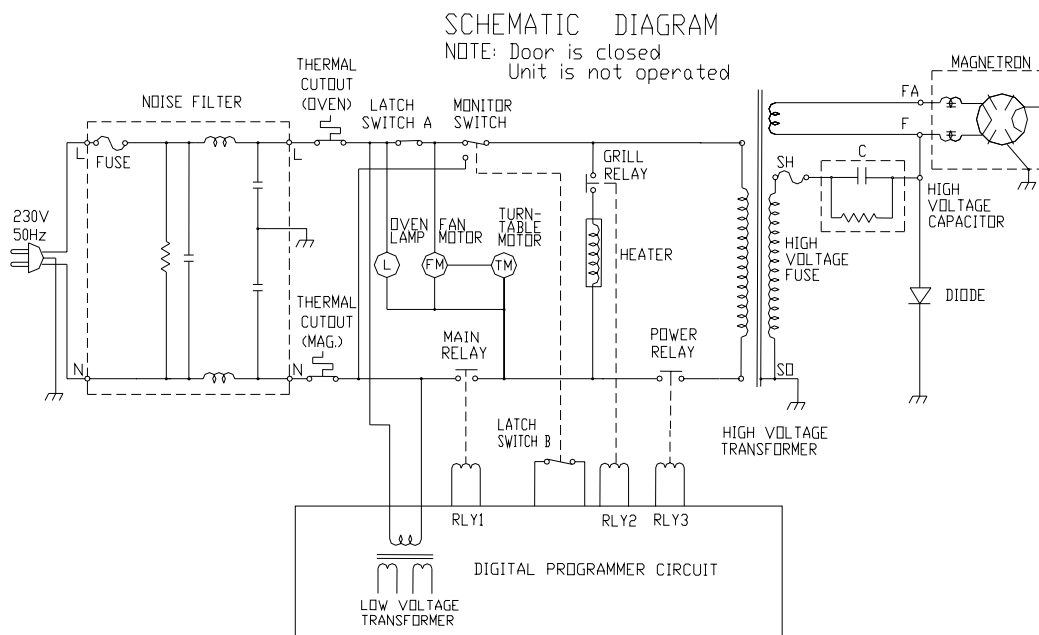 SCHEMATIC DIAGRAM
NOTE: Door is closed
Unit is not operated
MAGNETRON
THERMAL
CUTOUT
(OVEN)
NOISE FILTER
LATCH
SWITCH A
MONITOR
SWITCH
FA
F
L
FUSE
L
GRILL
RELAY
SH
C
HIGH
VOLTAGE
CAPACITOR
230V
50Hz
OVEN
LAMP
FAN
MOTOR
TURN-
TABLE
MOTOR
L
FM
TM
HEATER
HIGH
VOLTAGE
FUSE
DIODE
THERMAL
CUTOUT
(MAG.)
MAIN
RELAY
POWER
RELAY
N
N
SO
LATCH
SWITCH B
HIGH VOLTAGE
TRANSFORMER
RLY1
RLY2
RLY3
DIGITAL PROGRAMMER CIRCUIT
LOW VOLTAGE
TRANSFORMER